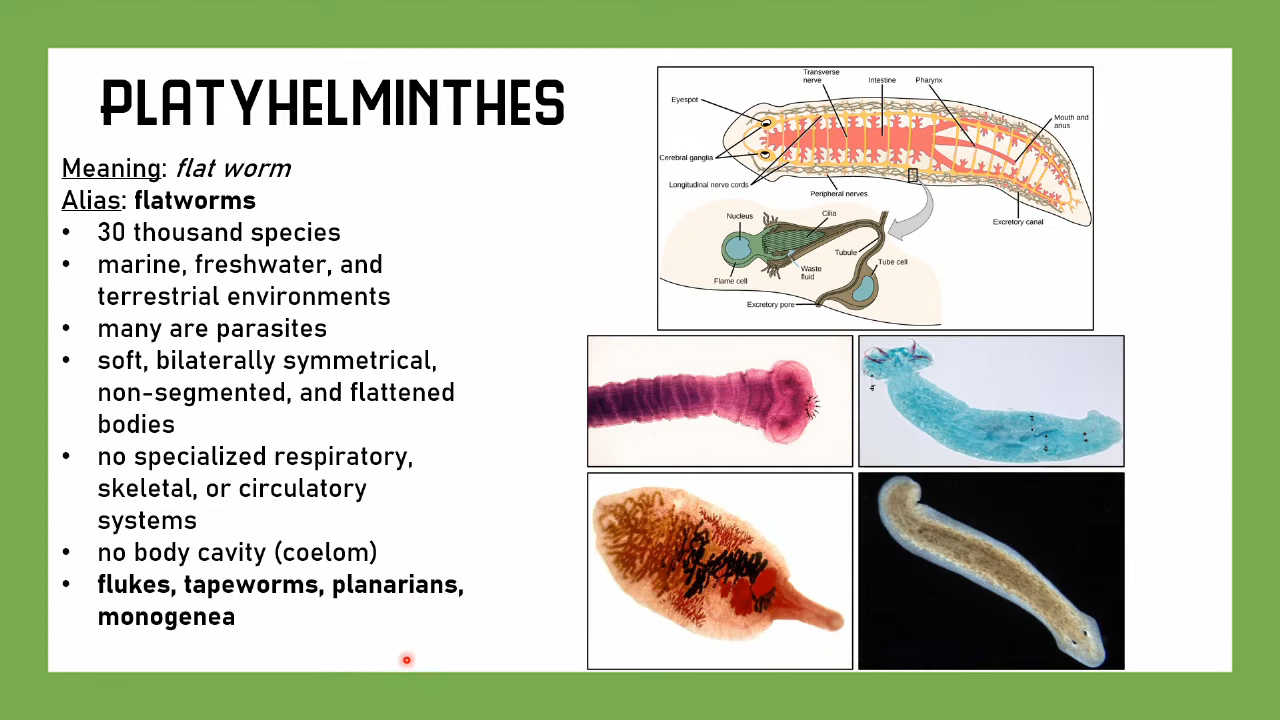 PLATYHELMINTHES
Meaning: flat worm
Alias: flatworms
• 30 thousand species
• marine, freshwater, and
terrestrial environments
• many are parasites
• soft, bilaterally symmetrical,
non-segmented, and flattened
bodies
• no specialized respiratory,
skeletal, or circulatory
systems
• no body cavity (coelom)
• flukes, tapeworms, planarians,
monogenea
Transverse
nerve
Intestine
Pharynx
Eyespot
Mouth and
anus
Cerebral ganglia
Longitudinal nerve cords
Peripheral nerves
Excretory canal
Nucleus
Cilia
Tubule
Tube cell
Waste
fluid
Flame cell
Excretory pore